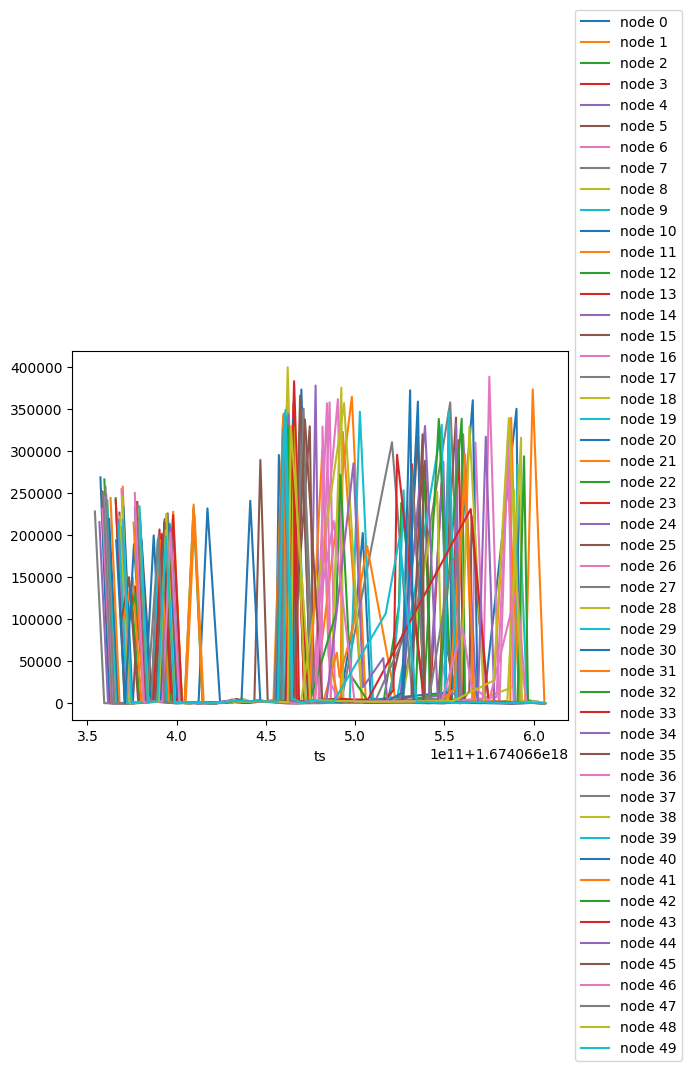 node 0
node 1
node 2
node 3
node 4
node 5
node 6
node 7
node 8
node 9
node 10
node 11
node 12
node 13
node 14
node 15
node 16
node 17
node 18
node 19
node 20
node 21
node 22
node 23
node 24
node 25
node 26
node 27
node 28
node 29
node 30
node 31
node 32
node 33
node 34
node 35
node 36
node 37
node 38
node 39
node 40
node 41
node 42
node 43
node 44
node 45
node 46
node 47
node 48
node 49
400000
350000
300000
250000
200000
150000
100000
50000
0
3.5 4.0 4.5 5.0 5.5 6.0
1e11+1.674066e18
ts